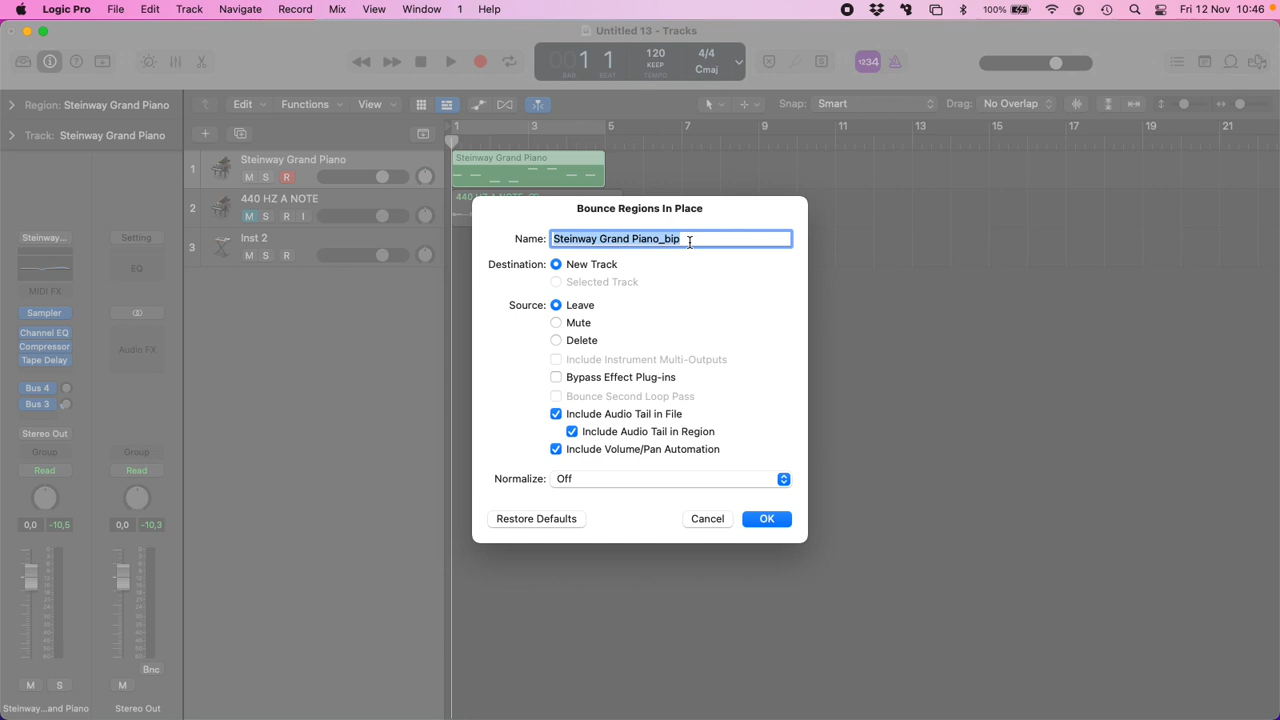 Logic Pro File Edit Track Navigate Record Mix View Window 1 Help 100% Fri 12 Nov 10:46
Untitled 13 - Tracks
001 1 120 4/4
KEEP
BAR BEAT TEMPO Cmaj
1234
Region: Steinway Grand Piano Edit Functions View Snap: Smart Drag: No Overlap
Track: Steinway Grand Piano 1 3 5 7 9 11 13 15 17 19 21
1 Steinway Grand Piano Steinway Grand Piano
M S R
2 440 HZ A NOTE 440 HZ A NOTE
M S R I
3 Inst 2
M S R
Bounce Regions In Place
Name: Steinway Grand Piano_bip
Destination: New Track
Selected Track
Source: Leave
Mute
Delete
Include Instrument Multi-Outputs
Bypass Effect Plug-ins
Bounce Second Loop Pass
Include Audio Tail in File
Include Audio Tail in Region
Include Volume/Pan Automation
Normalize: Off
Restore Defaults Cancel OK
Steinway... Setting
EQ
MIDI FX
Sampler
Channel EQ
Compressor Audio FX
Tape Delay
Bus 4
Bus 3
Stereo Out
Group Group
Read Read
0,0 -10,5 0,0 -10,3
Bnc
M S M
Steinway...and Piano Stereo Out